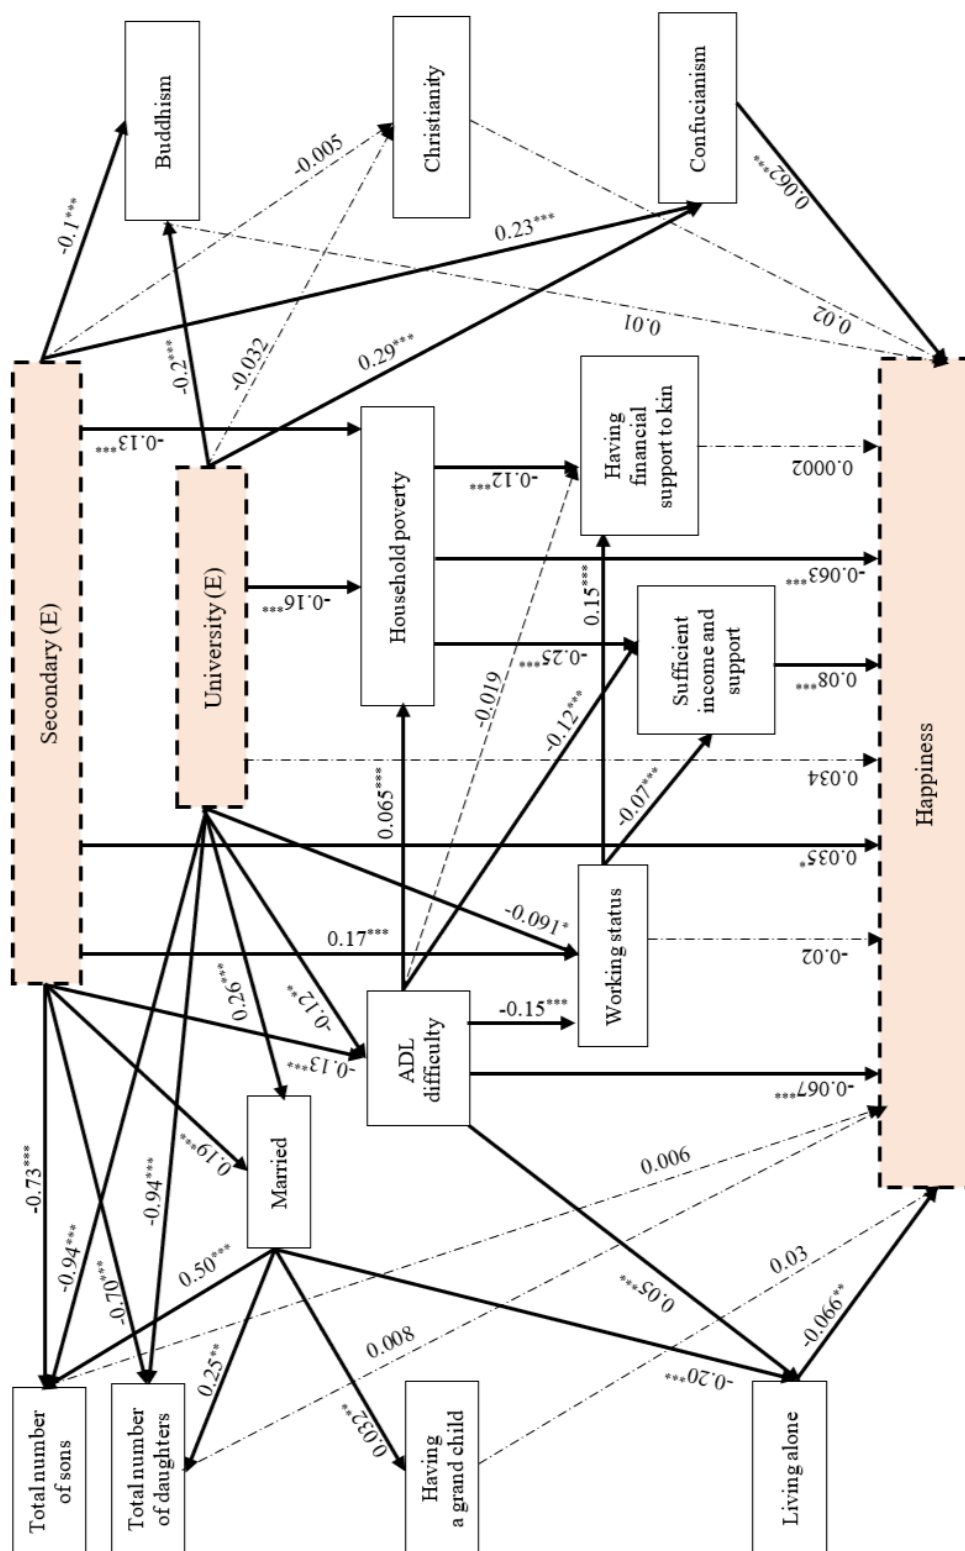 Secondary (E)
University (E)
Buddhism
Christianity
Confucianism
Household poverty
Having
financial
support to kin
Sufficient
income and
support
Married
ADL
difficulty
Working status
Total number
of sons
Total number
of daughters
Having
a grand child
Living alone
Happiness
-0.1***
-0.005
0.23***
-0.2***
-0.032
0.29***
0.01
0.02
0.062***
-0.13***
-0.16***
-0.12***
-0.063***
-0.25***
0.0002
0.08***
0.15***
-0.07***
-0.019
-0.12***
0.065***
0.034
0.035*
0.17***
-0.091*
-0.02
-0.15***
-0.067***
-0.12**
-0.13***
0.26***
0.19***
-0.73***
-0.94***
-0.70***
-0.94***
0.50***
0.25**
0.032**
-0.20***
0.05***
0.006
0.008
0.03
-0.066**